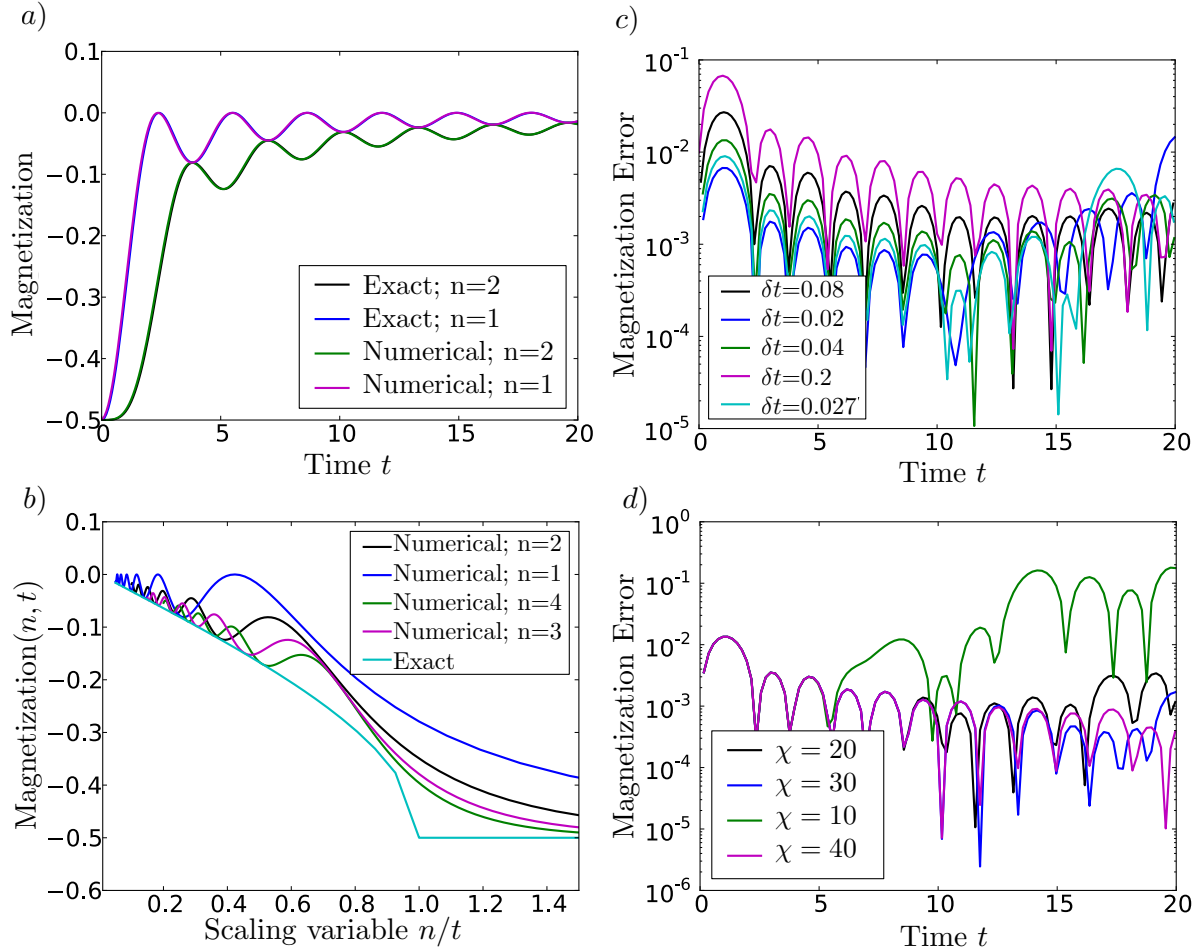 a)
0.1
0.0
−0.1
−0.2
−0.3
−0.4
−0.5
Magnetization
Exact; n=2
Exact; n=1
Numerical; n=2
Numerical; n=1
0 5 10 15 20
Time t
c)
10^-1
10^-2
10^-3
10^-4
10^-5
Magnetization Error
δt=0.08
δt=0.02
δt=0.04
δt=0.2
δt=0.027
0 5 10 15 20
Time t
b)
0.1
0.0
−0.1
−0.2
−0.3
−0.4
−0.5
−0.6
Magnetization(n, t)
Numerical; n=2
Numerical; n=1
Numerical; n=4
Numerical; n=3
Exact
0.2 0.4 0.6 0.8 1.0 1.2 1.4
Scaling variable n/t
d)
10^0
10^-1
10^-2
10^-3
10^-4
10^-5
10^-6
Magnetization Error
χ = 20
χ = 30
χ = 10
χ = 40
0 5 10 15 20
Time t